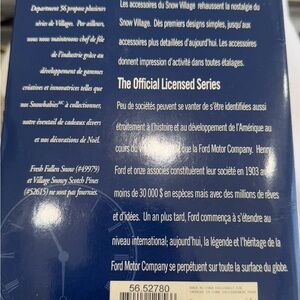 Department 56 propose plusieurs
séries de Villages. Par ailleurs,
nous nous maintenons chef de file
de l'industrie grâce au
développement de gammes
créatives et innovatrices telles que
nos Snowbabies à collectionner,
notre éventail de cadeaux divers
et nos décorations de Noël.
Fresh Fallen Snow (#49979)
et Village Snowy Scotch Pines
(#52615) ne sont pas fournies.
Les accessoires du Snow Village rehaussent la nostalgie du
Snow Village. Des premiers designs simples, jusqu'aux
accessoires plus detaillées d'aujourd'hui. Les accessoires
donnent impression d'activité dans toutes étalages.
The Official Licensed Series
Peu de sociétés peuvent se vanter de s'être identifiées aussi
étroitement à l'histoire et au développement de l'Amérique au
cours du que la Ford Motor Company. Henry
Ford et onze associés constituèrent leur société en 1903 au
moins de 30 000 $ en espèces mais avec des millions de rêves
et d'idées. Un an plus tard, Ford commença à s'étendre au
niveau international; aujourd'hui, la légende et l'héritage de la
Ford Motor Company se perpétuent sur toute la surface du globe.
56.52780